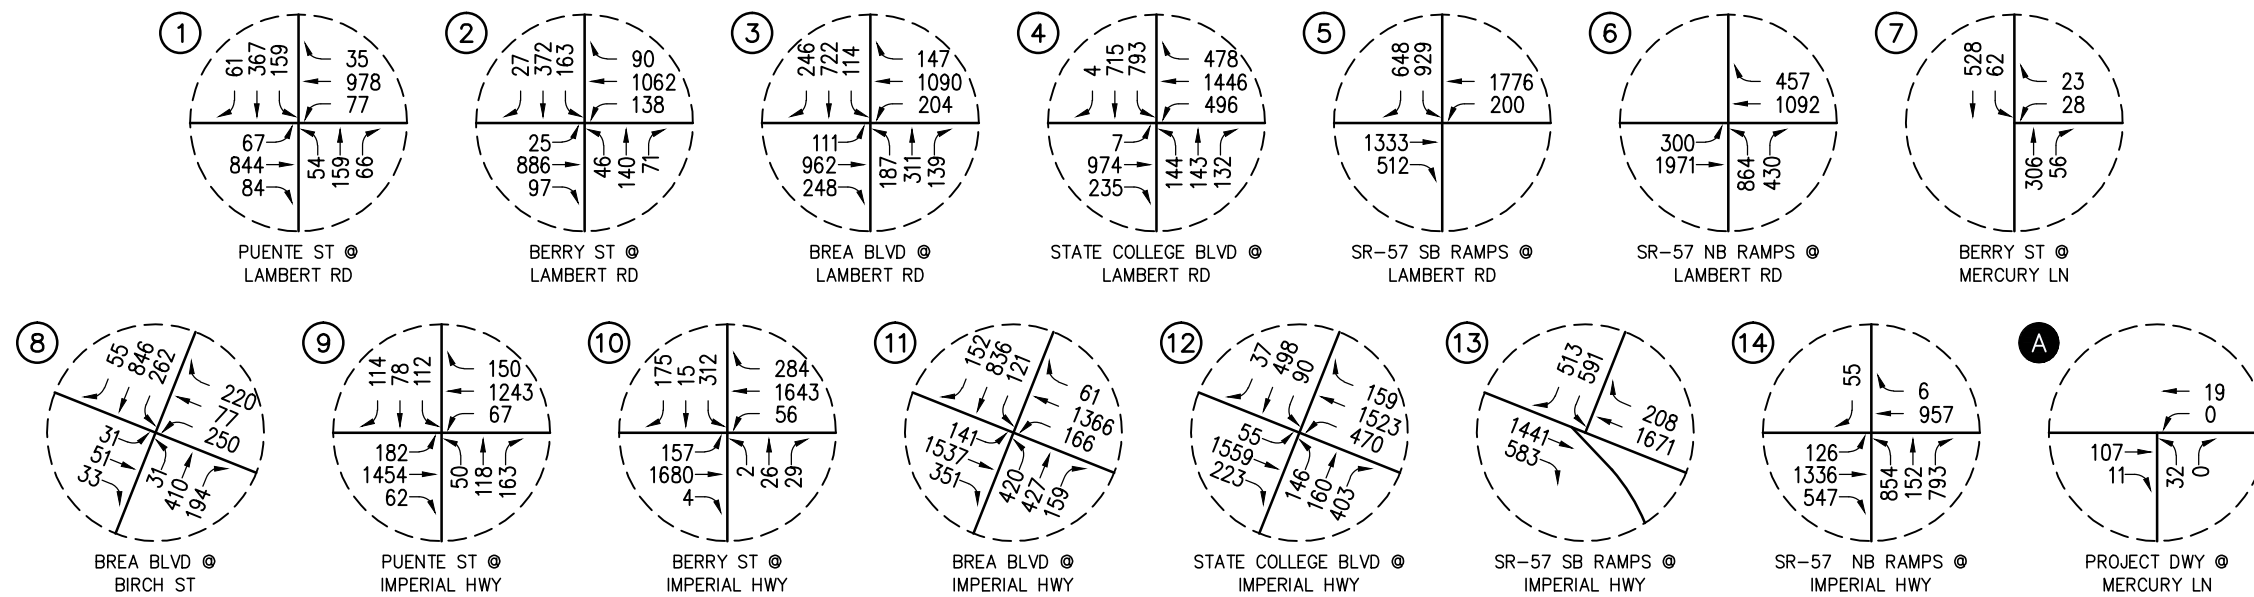 1
61 367 159
35
978
77
67
844
84
54 159 66
PUENTE ST @
LAMBERT RD
2
27 372 163
90
1062
138
25
886
97
46 140 71
BERRY ST @
LAMBERT RD
3
246 722 114
147
1090
204
111
962
248
187 311 139
BREA BLVD @
LAMBERT RD
4
4 715 793
478
1446
496
7
974
235
144 143 132
STATE COLLEGE BLVD @
LAMBERT RD
5
648 929
1776
200
1333
512
SR-57 SB RAMPS @
LAMBERT RD
6
457
1092
300
1971
864 430
SR-57 NB RAMPS @
LAMBERT RD
7
528 62
23
28
306 56
BERRY ST @
MERCURY LN
8
55 846 262
220
77
250
31
51
33
31 410 194
BREA BLVD @
BIRCH ST
9
114 78 112
150
1243
67
182
1454
62
50 118 163
PUENTE ST @
IMPERIAL HWY
10
175 15 312
284
1643
56
157
1680
4
2 26 29
BERRY ST @
IMPERIAL HWY
11
152 836 121
61
1366
166
141
1537
351
420 427 159
BREA BLVD @
IMPERIAL HWY
12
37 498 90
159
1523
470
55
1559
223
146 160 403
STATE COLLEGE BLVD @
IMPERIAL HWY
13
513 591
208
1671
1441
583
SR-57 SB RAMPS @
IMPERIAL HWY
14
55
6
957
126
1336
547
854 152 793
SR-57 NB RAMPS @
IMPERIAL HWY
A
19
0
107
11
32 0
PROJECT DWY @
MERCURY LN